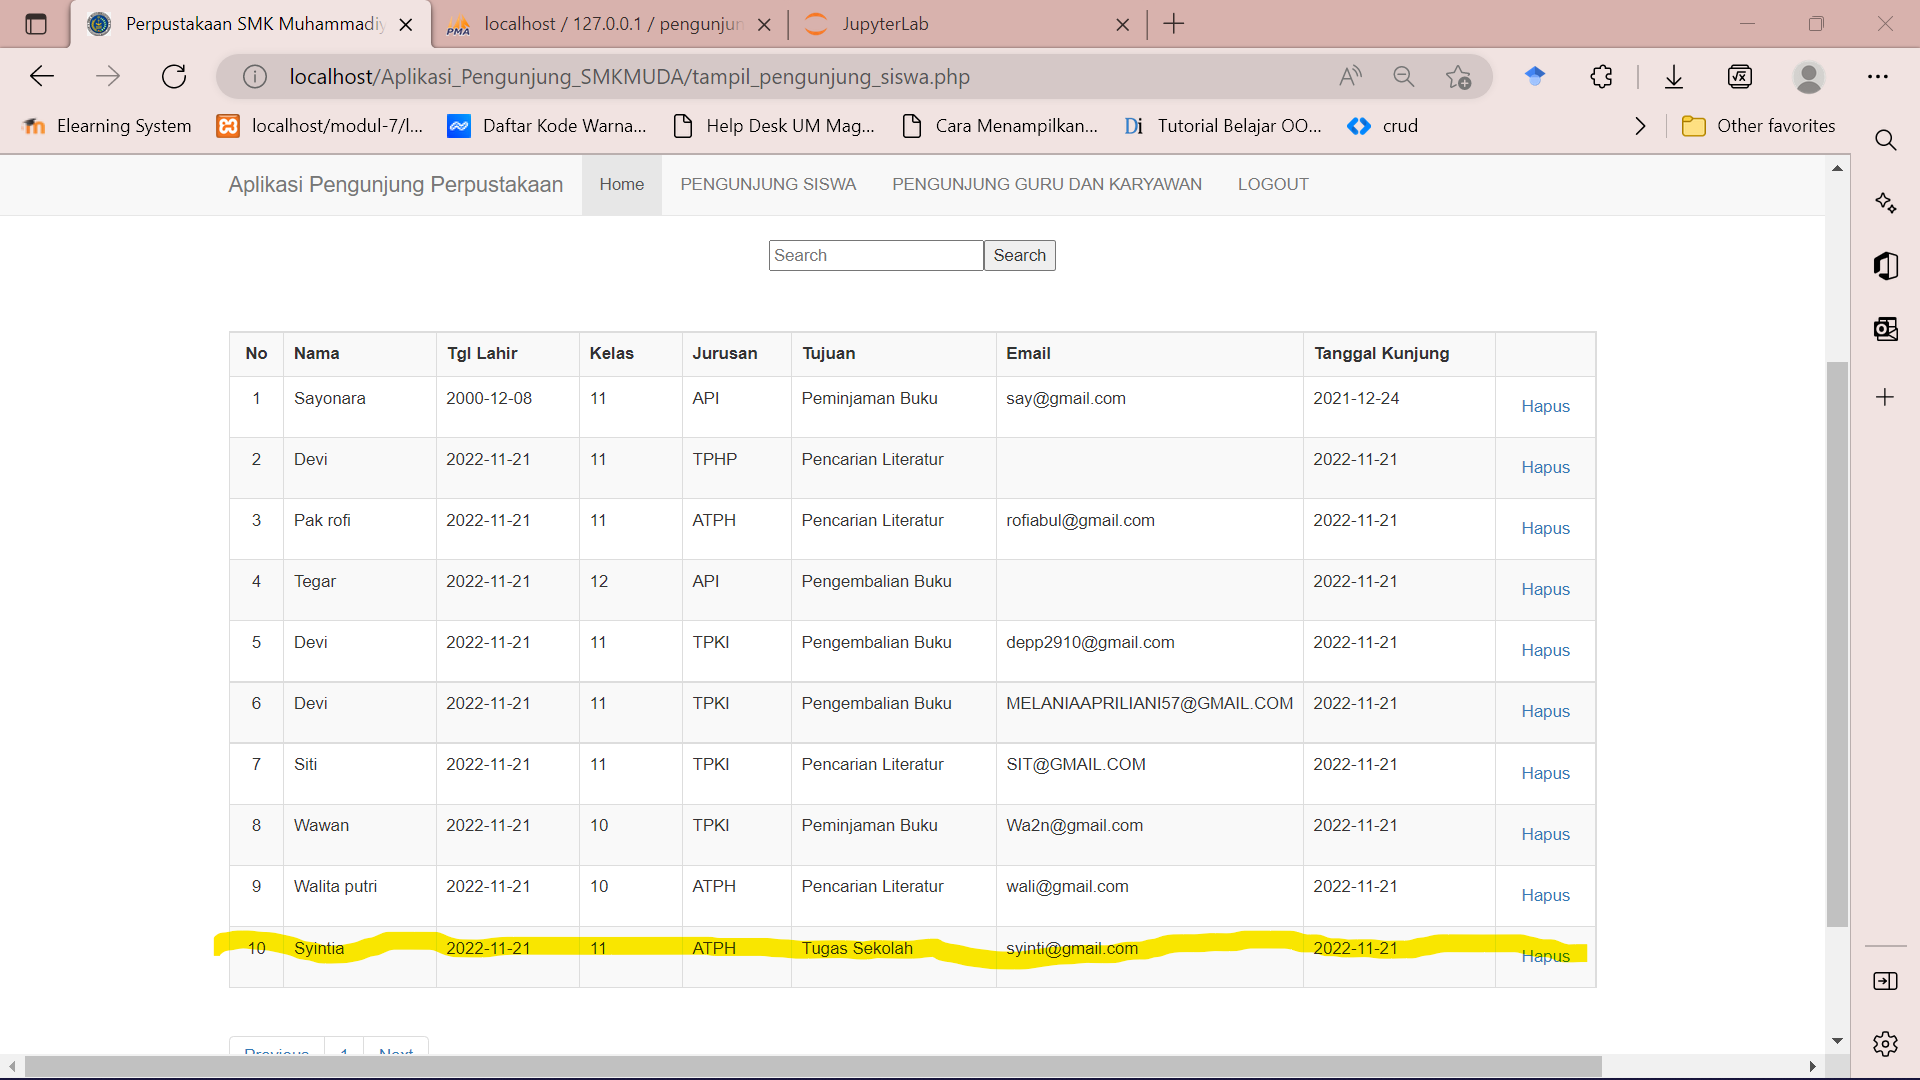 Perpustakaan SMK Muhammadiy
localhost / 127.0.0.1 / pengunjun
JupyterLab
localhost/Aplikasi_Pengunjung_SMKMUDA/tampil_pengunjung_siswa.php
Elearning System
localhost/modul-7/l...
Daftar Kode Warna...
Help Desk UM Mag...
Cara Menampilkan...
Tutorial Belajar OO...
crud
Other favorites
Aplikasi Pengunjung Perpustakaan Home PENGUNJUNG SISWA PENGUNJUNG GURU DAN KARYAWAN LOGOUT
Search Search
No Nama Tgl Lahir Kelas Jurusan Tujuan Email Tanggal Kunjung
1 Sayonara 2000-12-08 11 API Peminjaman Buku say@gmail.com 2021-12-24 Hapus
2 Devi 2022-11-21 11 TPHP Pencarian Literatur 2022-11-21 Hapus
3 Pak rofi 2022-11-21 11 ATPH Pencarian Literatur rofiabul@gmail.com 2022-11-21 Hapus
4 Tegar 2022-11-21 12 API Pengembalian Buku 2022-11-21 Hapus
5 Devi 2022-11-21 11 TPKI Pengembalian Buku depp2910@gmail.com 2022-11-21 Hapus
6 Devi 2022-11-21 11 TPKI Pengembalian Buku MELANIAAPRILIANI57@GMAIL.COM 2022-11-21 Hapus
7 Siti 2022-11-21 11 TPKI Pencarian Literatur SIT@GMAIL.COM 2022-11-21 Hapus
8 Wawan 2022-11-21 10 TPKI Peminjaman Buku Wa2n@gmail.com 2022-11-21 Hapus
9 Walita putri 2022-11-21 10 ATPH Pencarian Literatur wali@gmail.com 2022-11-21 Hapus
10 Syintia 2022-11-21 11 ATPH Tugas Sekolah syinti@gmail.com 2022-11-21 Hapus
Previous 1 Next